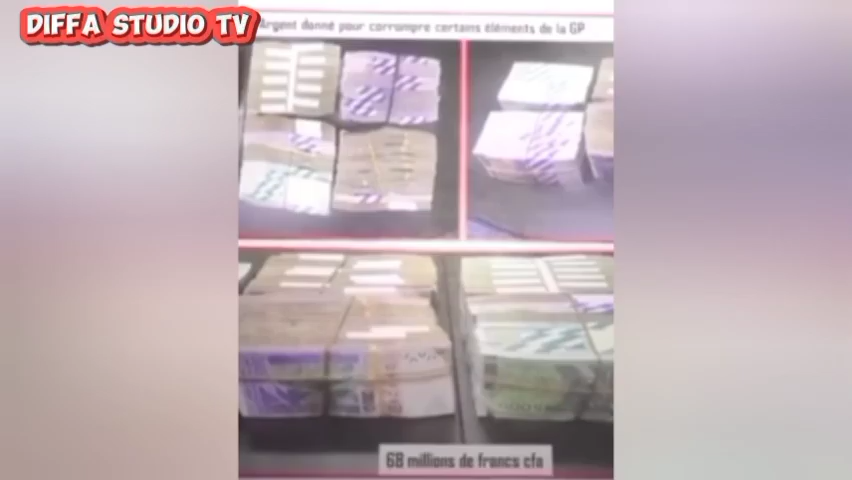 DIFFA STUDIO TV
Argent donné pour corrompre certains éléments de la GP
68 millions de francs cfa